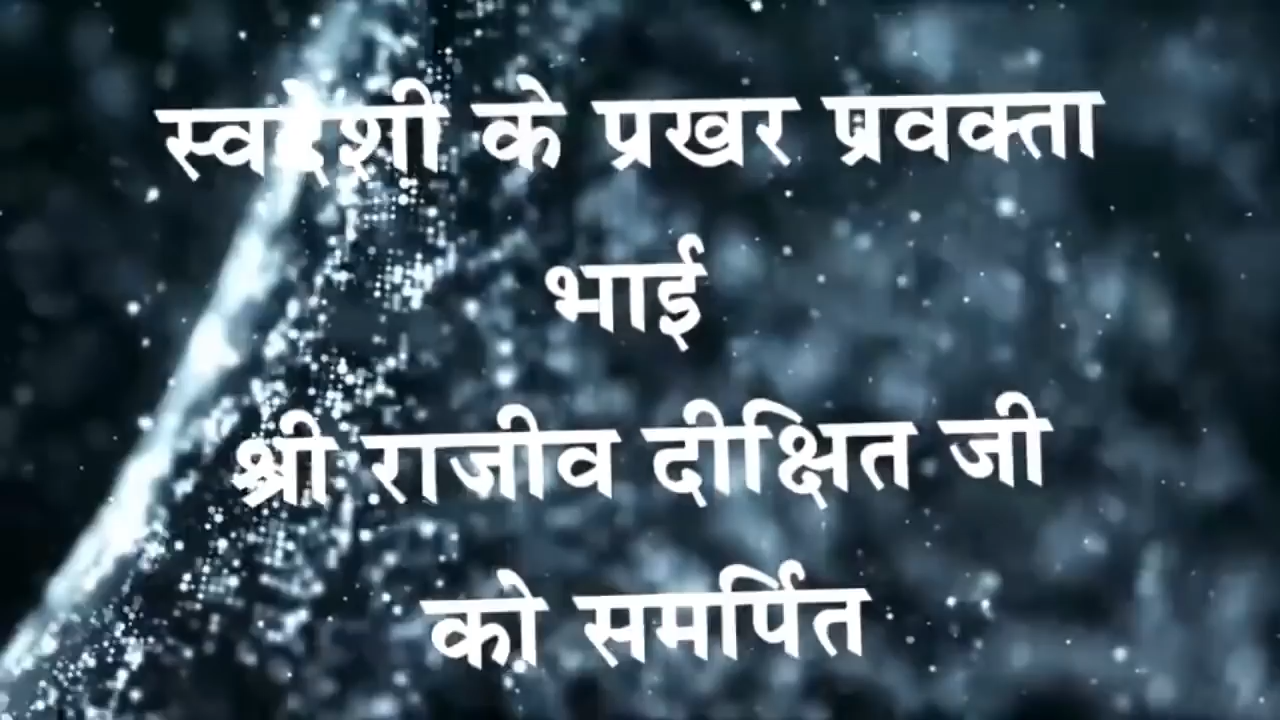 स्वदेशी के प्रखर प्रवक्ता
भाई
श्री राजीव दीक्षित जी
को समर्पित